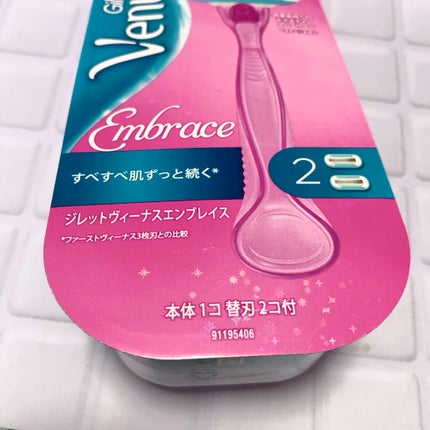 Gil
Venu
Embrace
すべすべ肌ずっと続く*
2
ジレットヴィーナスエンブレイス
*ファーストヴィーナス3枚刃との比較
本体1コ 替刃2コ付
91195406